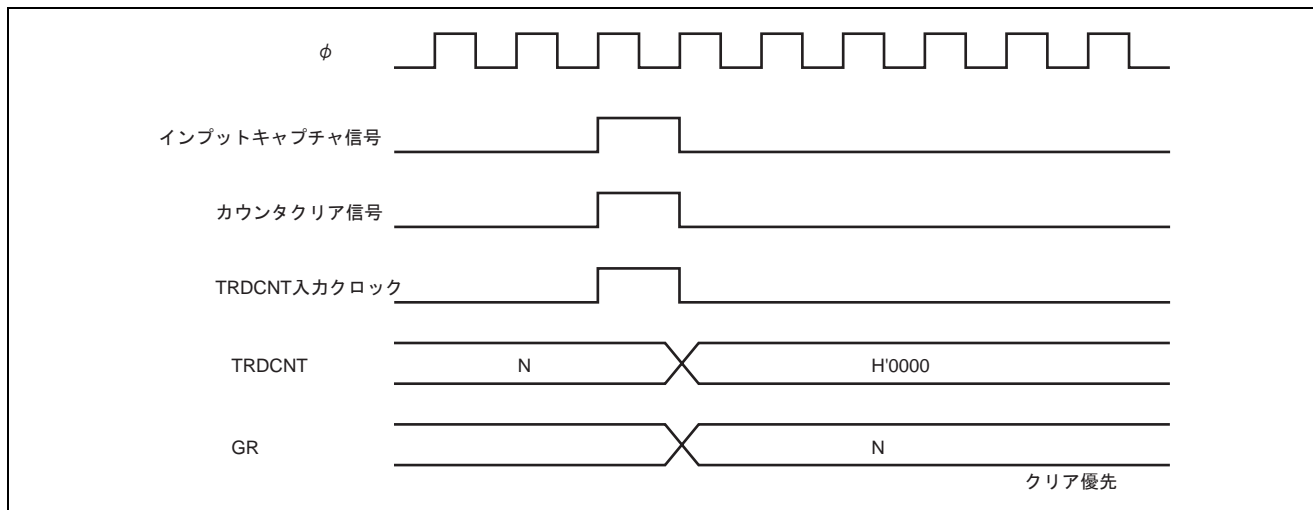 φ
インプットキャプチャ信号
カウンタクリア信号
TRDCNT入力クロック
TRDCNT N H'0000
GR N
クリア優先